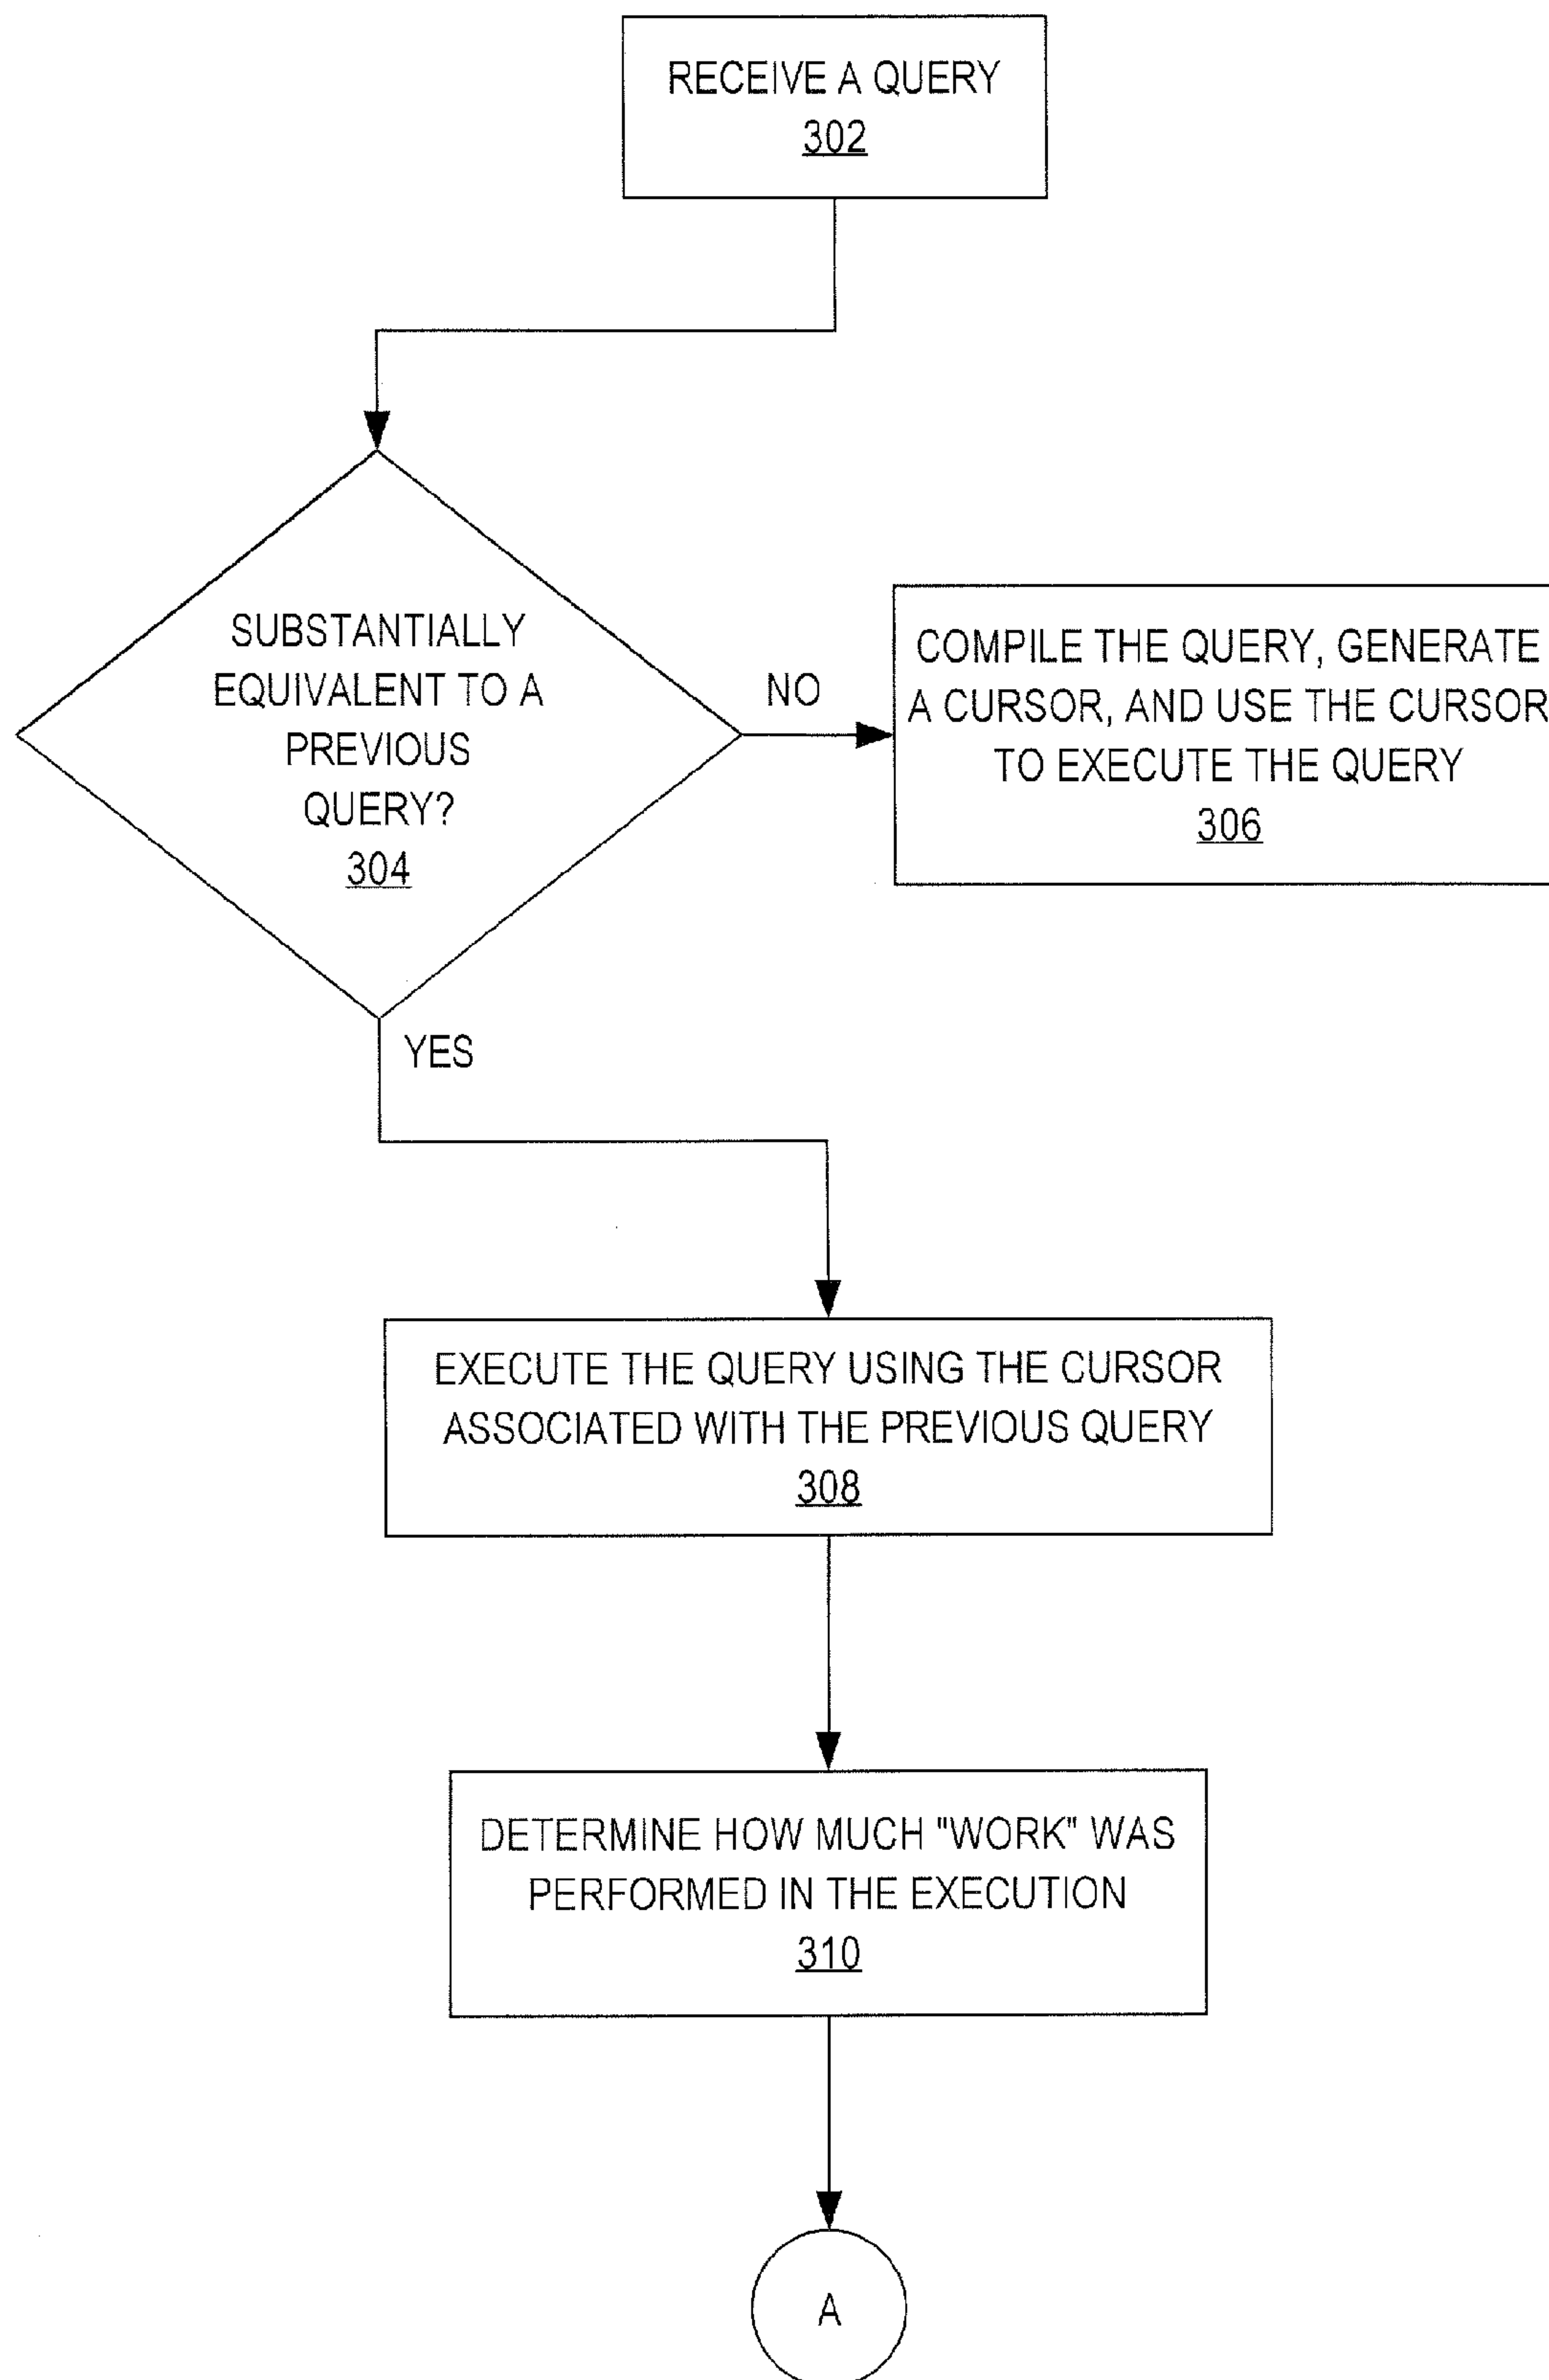 RECEIVE A QUERY
302
SUBSTANTIALLY
EQUIVALENT TO A
PREVIOUS
QUERY?
304
NO
COMPILE THE QUERY, GENERATE
A CURSOR, AND USE THE CURSOR
TO EXECUTE THE QUERY
306
YES
EXECUTE THE QUERY USING THE CURSOR
ASSOCIATED WITH THE PREVIOUS QUERY
308
DETERMINE HOW MUCH "WORK" WAS
PERFORMED IN THE EXECUTION
310
A